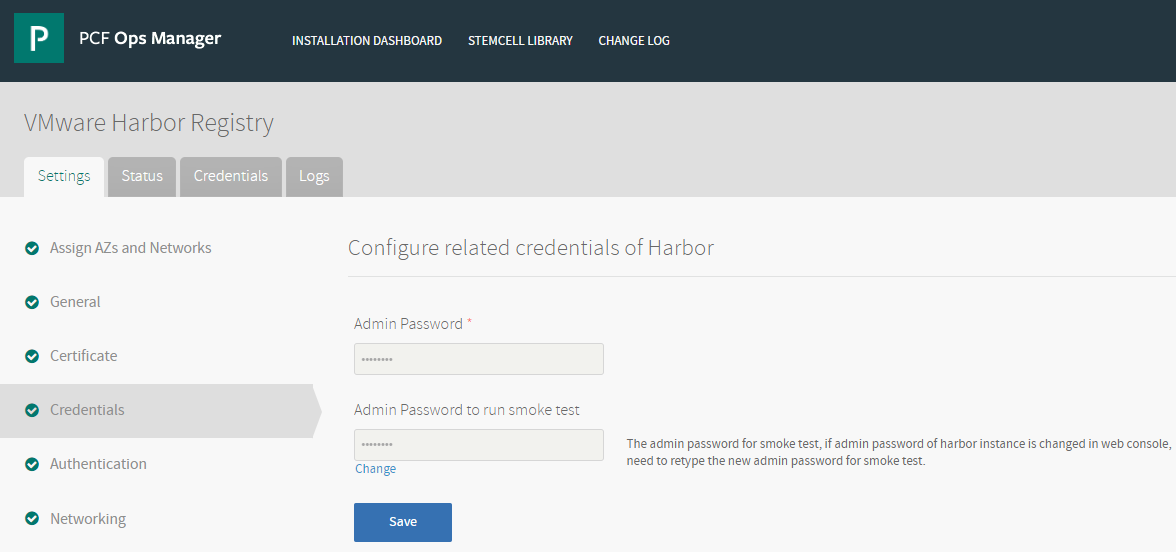 P PCF Ops Manager INSTALLATION DASHBOARD STEMCELL LIBRARY CHANGE LOG
VMware Harbor Registry
Settings Status Credentials Logs
Assign AZs and Networks
General
Certificate
Credentials
Authentication
Networking
Configure related credentials of Harbor
Admin Password *
••••••••
Admin Password to run smoke test
••••••••
Change
The admin password for smoke test, if admin password of harbor instance is changed in web console,
need to retype the new admin password for smoke test.
Save